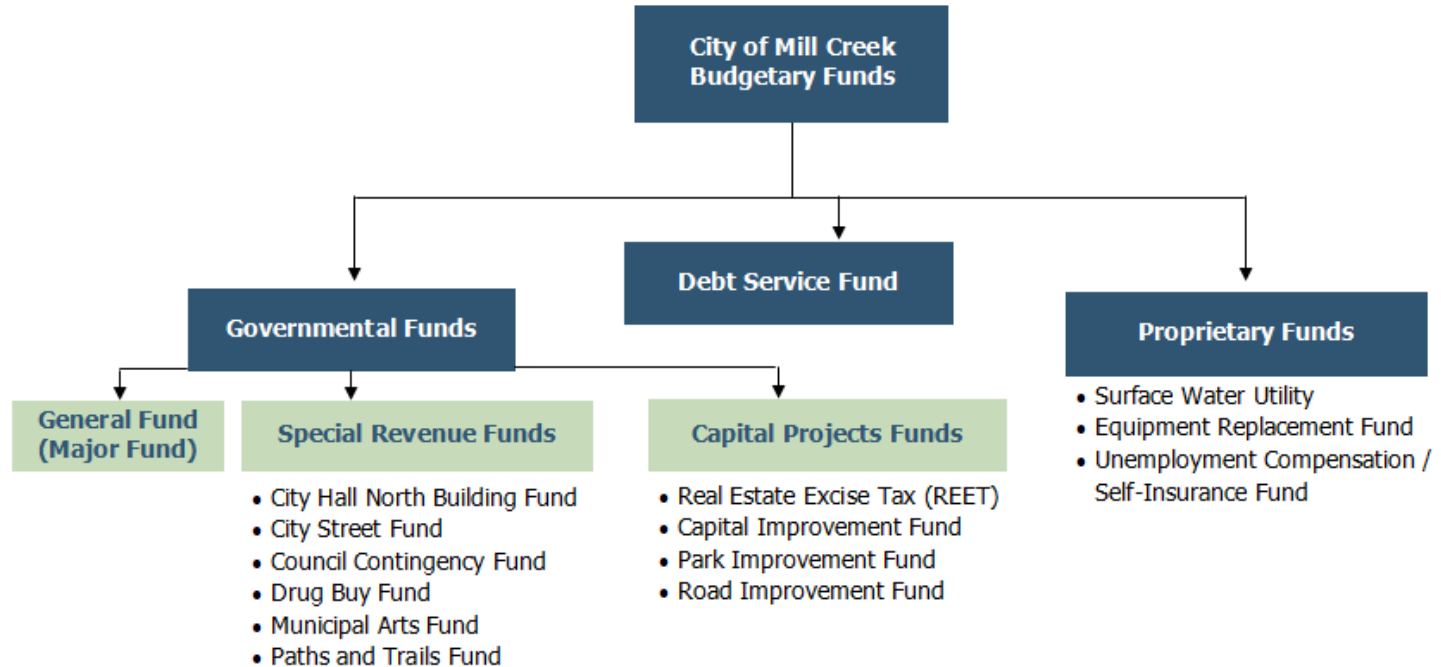 City of Mill Creek
Budgetary Funds
Debt Service Fund
Governmental Funds
Proprietary Funds
General Fund
(Major Fund)
Special Revenue Funds
• City Hall North Building Fund
• City Street Fund
• Council Contingency Fund
• Drug Buy Fund
• Municipal Arts Fund
• Paths and Trails Fund
Capital Projects Funds
• Real Estate Excise Tax (REET)
• Capital Improvement Fund
• Park Improvement Fund
• Road Improvement Fund
• Surface Water Utility
• Equipment Replacement Fund
• Unemployment Compensation /
Self-Insurance Fund